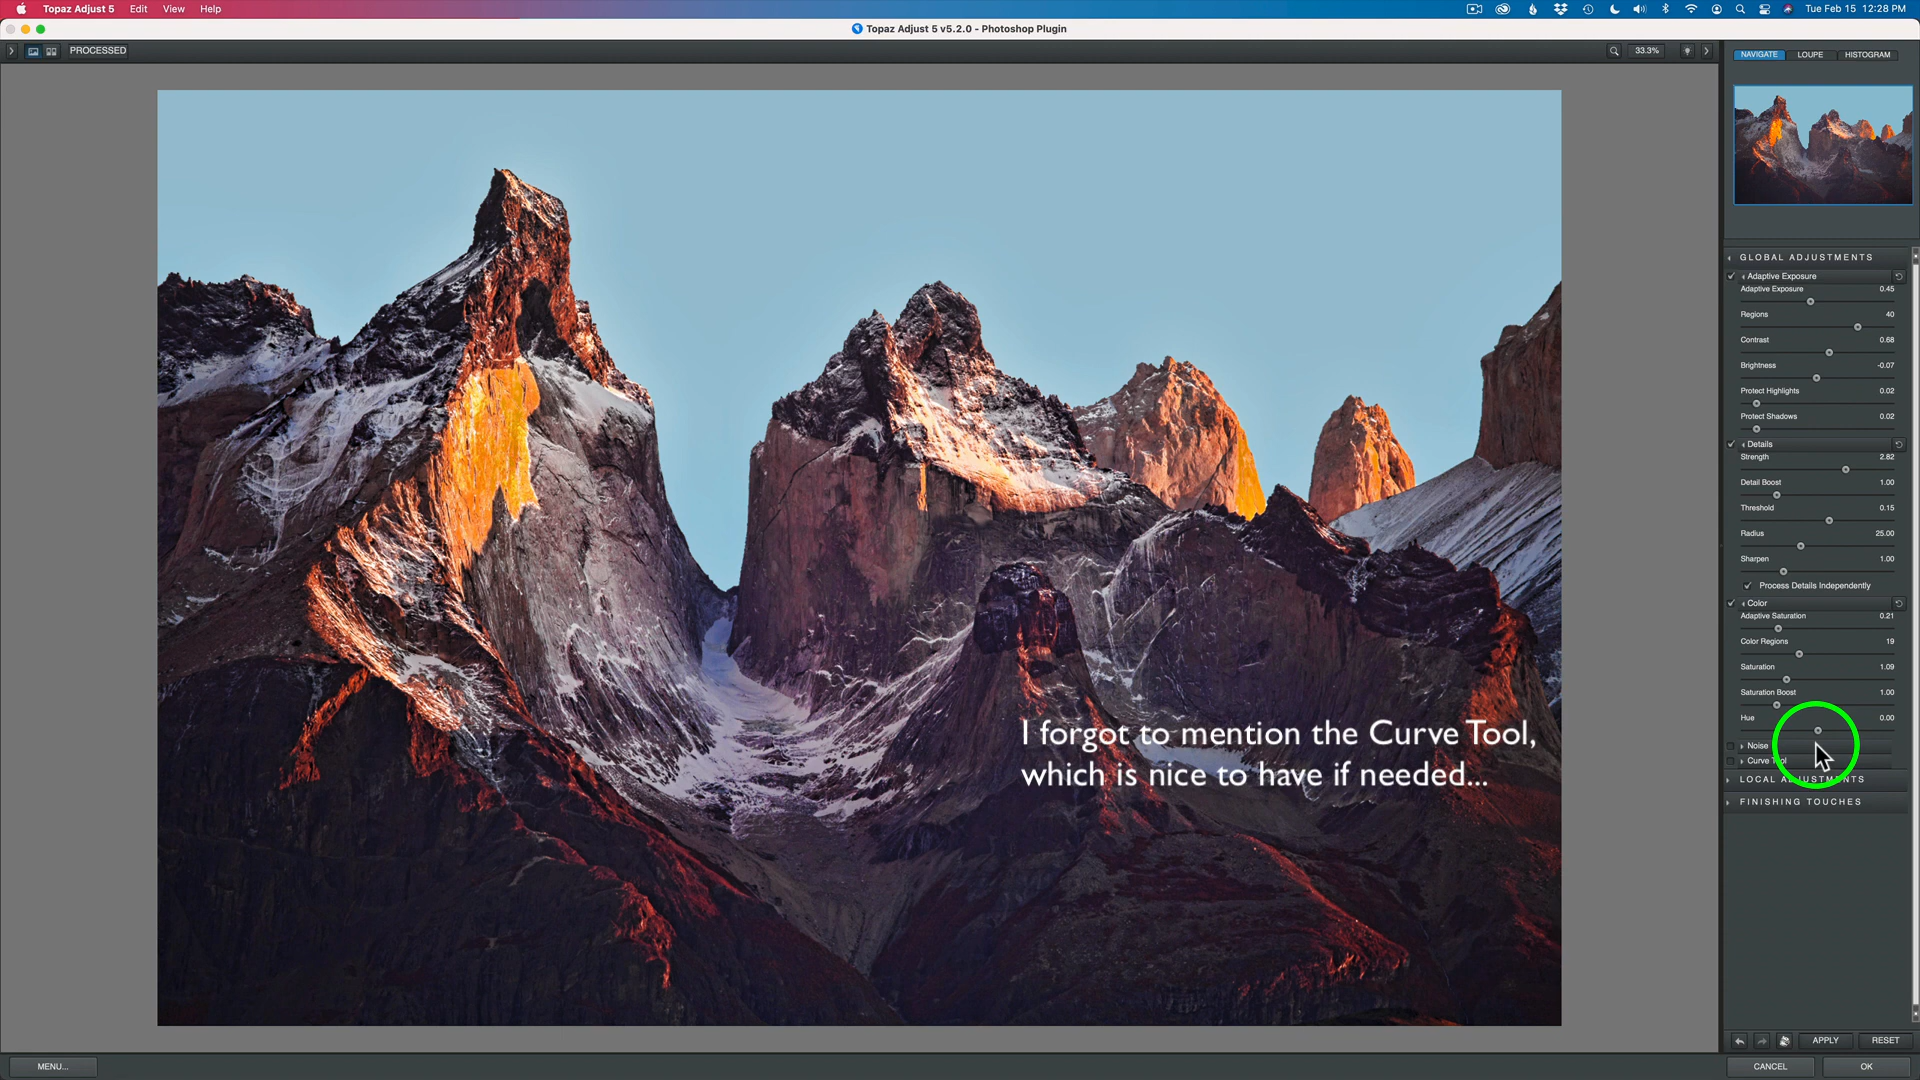 Topaz Adjust 5 Edit View Help Tue Feb 15 12:28 PM
Topaz Adjust 5 v5.2.0 - Photoshop Plugin
PROCESSED 33.3%
NAVIGATE LOUPE HISTOGRAM
GLOBAL ADJUSTMENTS
Adaptive Exposure
Adaptive Exposure 0.45
Regions 40
Contrast 0.68
Brightness -0.07
Protect Highlights 0.02
Protect Shadows 0.02
Details
Strength 2.82
Detail Boost 1.00
Threshold 0.15
Radius 25.00
Sharpen 1.00
Process Details Independently
Color
Adaptive Saturation 0.21
Color Regions 19
Saturation 1.09
Saturation Boost 1.00
Hue 0.00
Noise
Curve Tool
LOCAL ADJUSTMENTS
FINISHING TOUCHES
I forgot to mention the Curve Tool,
which is nice to have if needed...
APPLY RESET
MENU... CANCEL OK